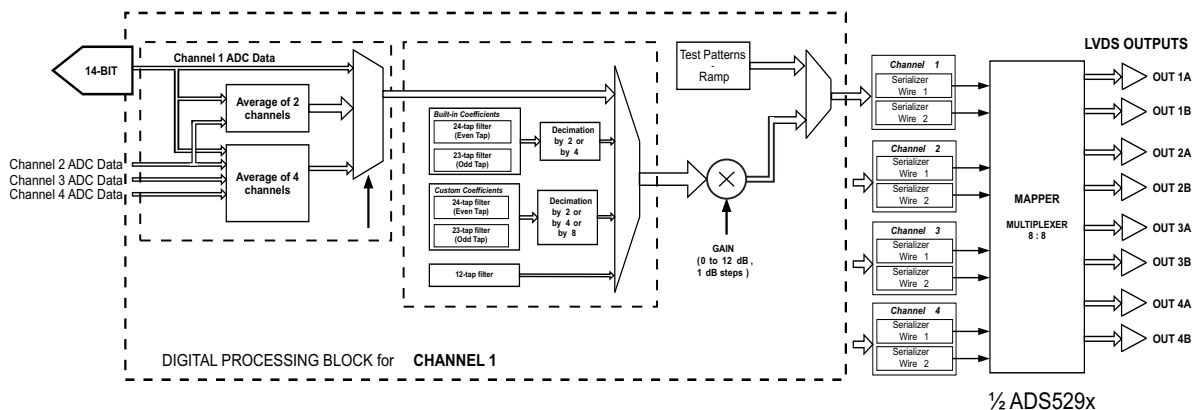 14-BIT
Channel 1 ADC Data
Average of 2
channels
Channel 2 ADC Data
Channel 3 ADC Data
Channel 4 ADC Data
Average of 4
channels
Built-in Coefficients
24-tap filter
(Even Tap)
23-tap filter
(Odd Tap)
Decimation
by 2 or
by 4
Custom Coefficients
24-tap filter
(Even Tap)
23-tap filter
(Odd Tap)
Decimation
by 2 or
by 4 or
by 8
12-tap filter
Test Patterns
-
Ramp
GAIN
(0 to 12 dB ,
1 dB steps )
DIGITAL PROCESSING BLOCK for CHANNEL 1
Channel 1
Serializer
Wire 1
Serializer
Wire 2
Channel 2
Serializer
Wire 1
Serializer
Wire 2
Channel 3
Serializer
Wire 1
Serializer
Wire 2
Channel 4
Serializer
Wire 1
Serializer
Wire 2
MAPPER
MULTIPLEXER
8 : 8
LVDS OUTPUTS
OUT 1A
OUT 1B
OUT 2A
OUT 2B
OUT 3A
OUT 3B
OUT 4A
OUT 4B
½ ADS529x